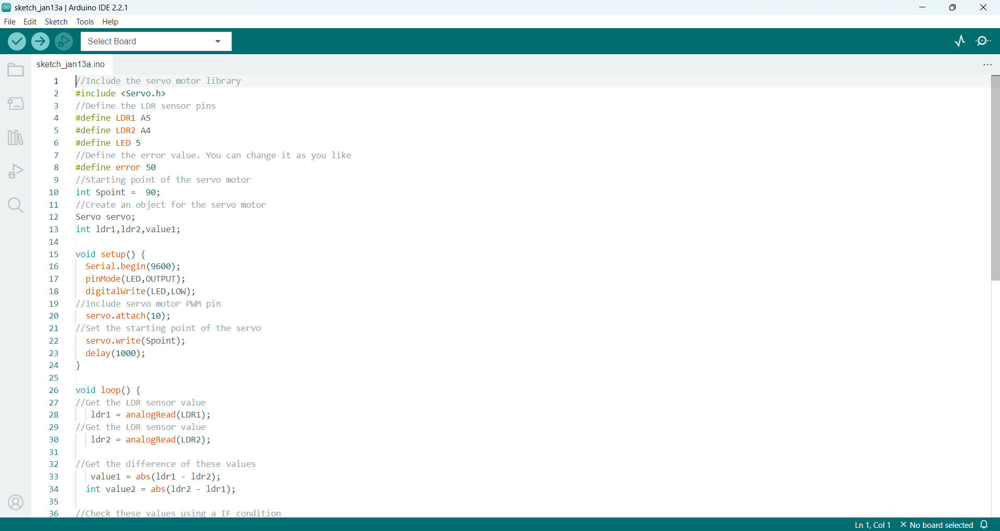 sketch_jan13a | Arduino IDE 2.2.1
File Edit Sketch Tools Help
Select Board
sketch_jan13a.ino
1 //Include the servo motor library
2 #include <Servo.h>
3 //Define the LDR sensor pins
4 #define LDR1 A5
5 #define LDR2 A4
6 #define LED 5
7 //Define the error value. You can change it as you like
8 #define error 50
9 //Starting point of the servo motor
10 int Spoint =  90;
11 //Create an object for the servo motor
12 Servo servo;
13 int ldr1,ldr2,value1;
14
15 void setup() {
16   Serial.begin(9600);
17   pinMode(LED,OUTPUT);
18   digitalWrite(LED,LOW);
19 //Include servo motor PWM pin
20   servo.attach(10);
21 //Set the starting point of the servo
22   servo.write(Spoint);
23   delay(1000);
24 }
25
26 void loop() {
27 //Get the LDR sensor value
28    ldr1 = analogRead(LDR1);
29 //Get the LDR sensor value
30    ldr2 = analogRead(LDR2);
31
32 //Get the difference of these values
33    value1 = abs(ldr1 - ldr2);
34   int value2 = abs(ldr2 - ldr1);
35
36 //Check these values using a IF condition
Ln 1, Col 1 No board selected